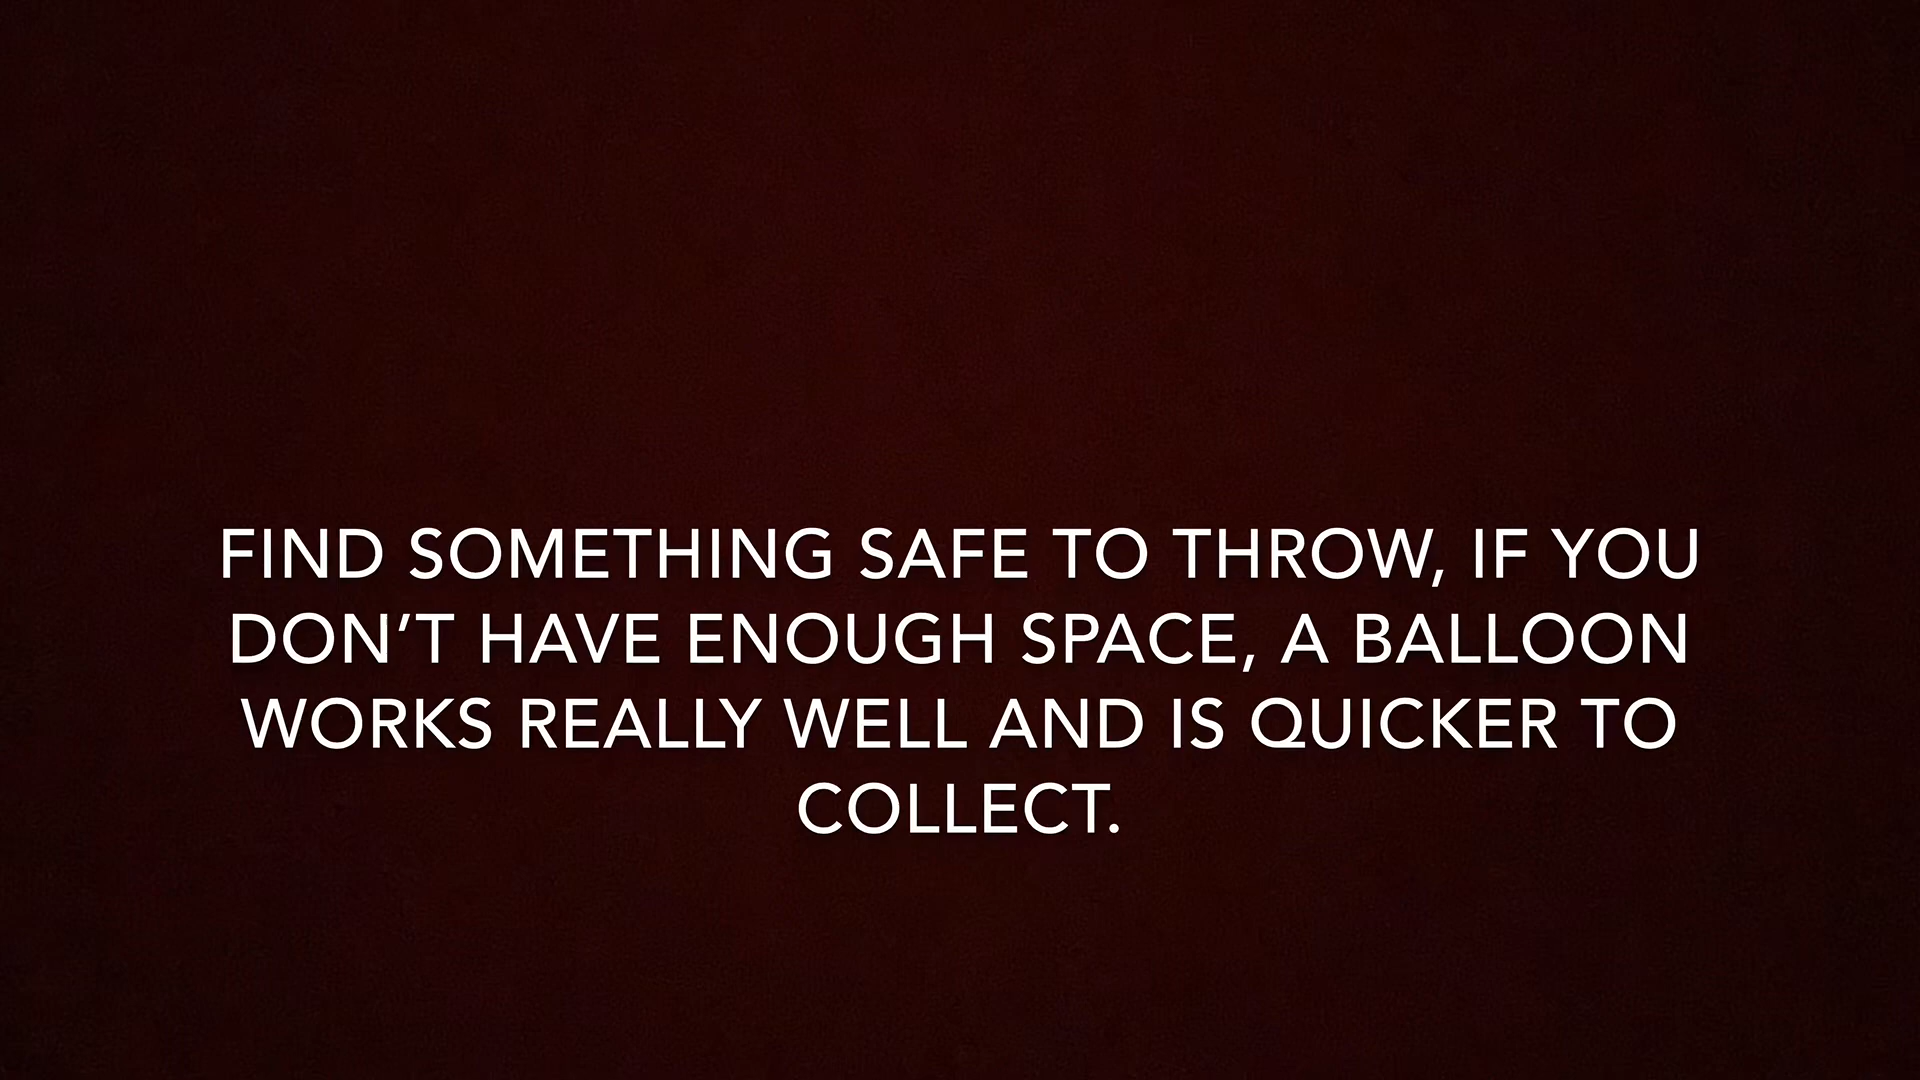 FIND SOMETHING SAFE TO THROW, IF YOU
DON’T HAVE ENOUGH SPACE, A BALLOON
WORKS REALLY WELL AND IS QUICKER TO
COLLECT.